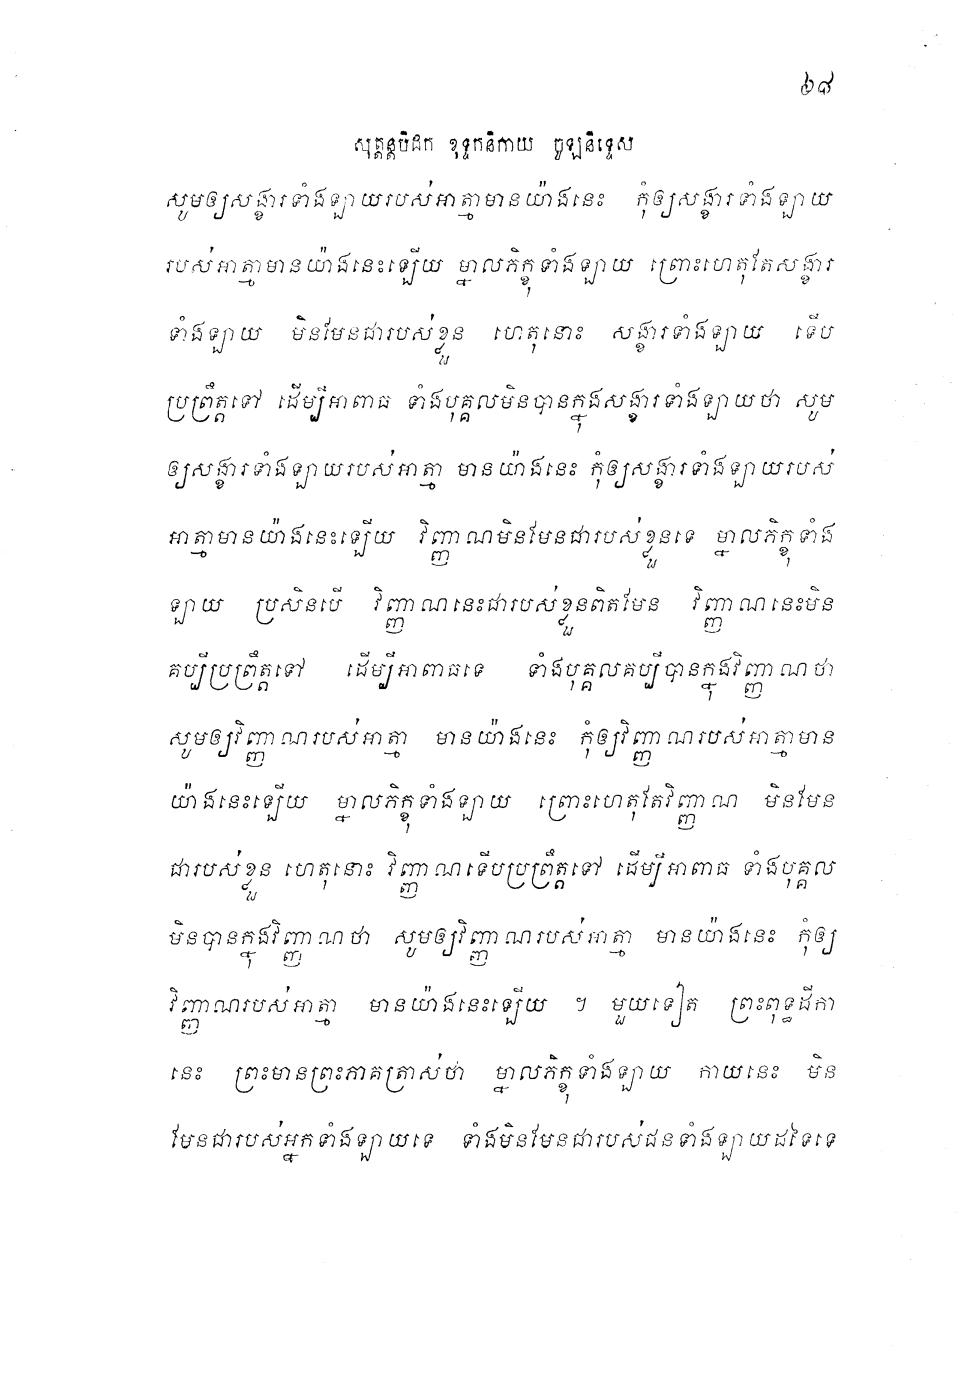 ៦៨
សុត្តន្តបិដក ខុទ្ទកនិកាយ ចូឡនិទ្ទេស
សូមឲ្យសង្ខារទាំងឡាយរបស់អាត្មាមានយ៉ាងនេះ កុំឲ្យសង្ខារទាំងឡាយ
របស់អាត្មាមានយ៉ាងនេះឡើយ ម្នាលភិក្ខុទាំងឡាយ ព្រោះហេតុតែសង្ខារ
ទាំងឡាយ មិនមែនជារបស់ខ្លួន ហេតុនោះ សង្ខារទាំងឡាយ ទើប
ប្រព្រឹត្តទៅ ដើម្បីអាពាធ ទាំងបុគ្គលមិនបានក្នុងសង្ខារទាំងឡាយថា សូម
ឲ្យសង្ខារទាំងឡាយរបស់អាត្មា មានយ៉ាងនេះ កុំឲ្យសង្ខារទាំងឡាយរបស់
អាត្មាមានយ៉ាងនេះឡើយ វិញ្ញាណមិនមែនជារបស់ខ្លួនទេ ម្នាលភិក្ខុទាំង
ឡាយ ប្រសិនបើ វិញ្ញាណនេះជារបស់ខ្លួនពិតមែន វិញ្ញាណនេះមិន
គប្បីប្រព្រឹត្តទៅ ដើម្បីអាពាធទេ ទាំងបុគ្គលគប្បីបានក្នុងវិញ្ញាណថា
សូមឲ្យវិញ្ញាណរបស់អាត្មា មានយ៉ាងនេះ កុំឲ្យវិញ្ញាណរបស់អាត្មាមាន
យ៉ាងនេះឡើយ ម្នាលភិក្ខុទាំងឡាយ ព្រោះហេតុតែវិញ្ញាណ មិនមែន
ជារបស់ខ្លួន ហេតុនោះ វិញ្ញាណទើបប្រព្រឹត្តទៅ ដើម្បីអាពាធ ទាំងបុគ្គល
មិនបានក្នុងវិញ្ញាណថា សូមឲ្យវិញ្ញាណរបស់អាត្មា មានយ៉ាងនេះ កុំឲ្យ
វិញ្ញាណរបស់អាត្មា មានយ៉ាងនេះឡើយ ។ មួយទៀត ព្រះពុទ្ធដីកា
នេះ ព្រះមានព្រះភាគត្រាស់ថា ម្នាលភិក្ខុទាំងឡាយ កាយនេះ មិន
មែនជារបស់អ្នកទាំងឡាយទេ ទាំងមិនមែនជារបស់ជនទាំងឡាយដទៃទេ